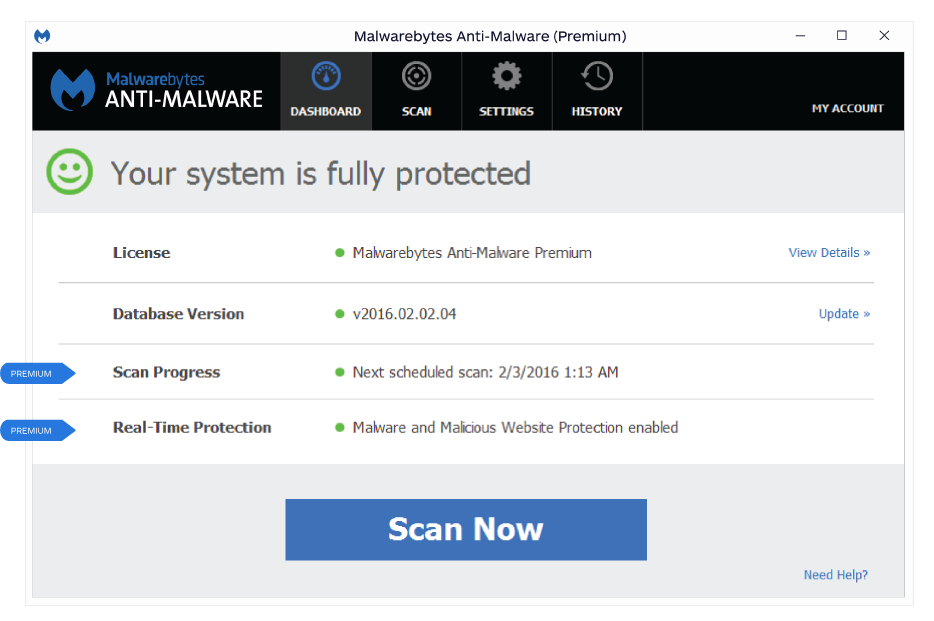 Malwarebytes Anti-Malware (Premium)
Malwarebytes
ANTI-MALWARE
DASHBOARD
SCAN
SETTINGS
HISTORY
MY ACCOUNT
Your system is fully protected
License Malwarebytes Anti-Malware Premium View Details »
Database Version v2016.02.02.04 Update »
PREMIUM Scan Progress Next scheduled scan: 2/3/2016 1:13 AM
PREMIUM Real-Time Protection Malware and Malicious Website Protection enabled
Scan Now
Need Help?